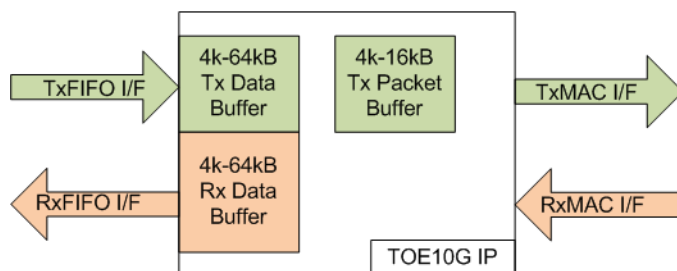 TxFIFO I/F
4k-64kB
Tx Data
Buffer
4k-16kB
Tx Packet
Buffer
TxMAC I/F
RxFIFO I/F
4k-64kB
Rx Data
Buffer
RxMAC I/F
TOE10G IP